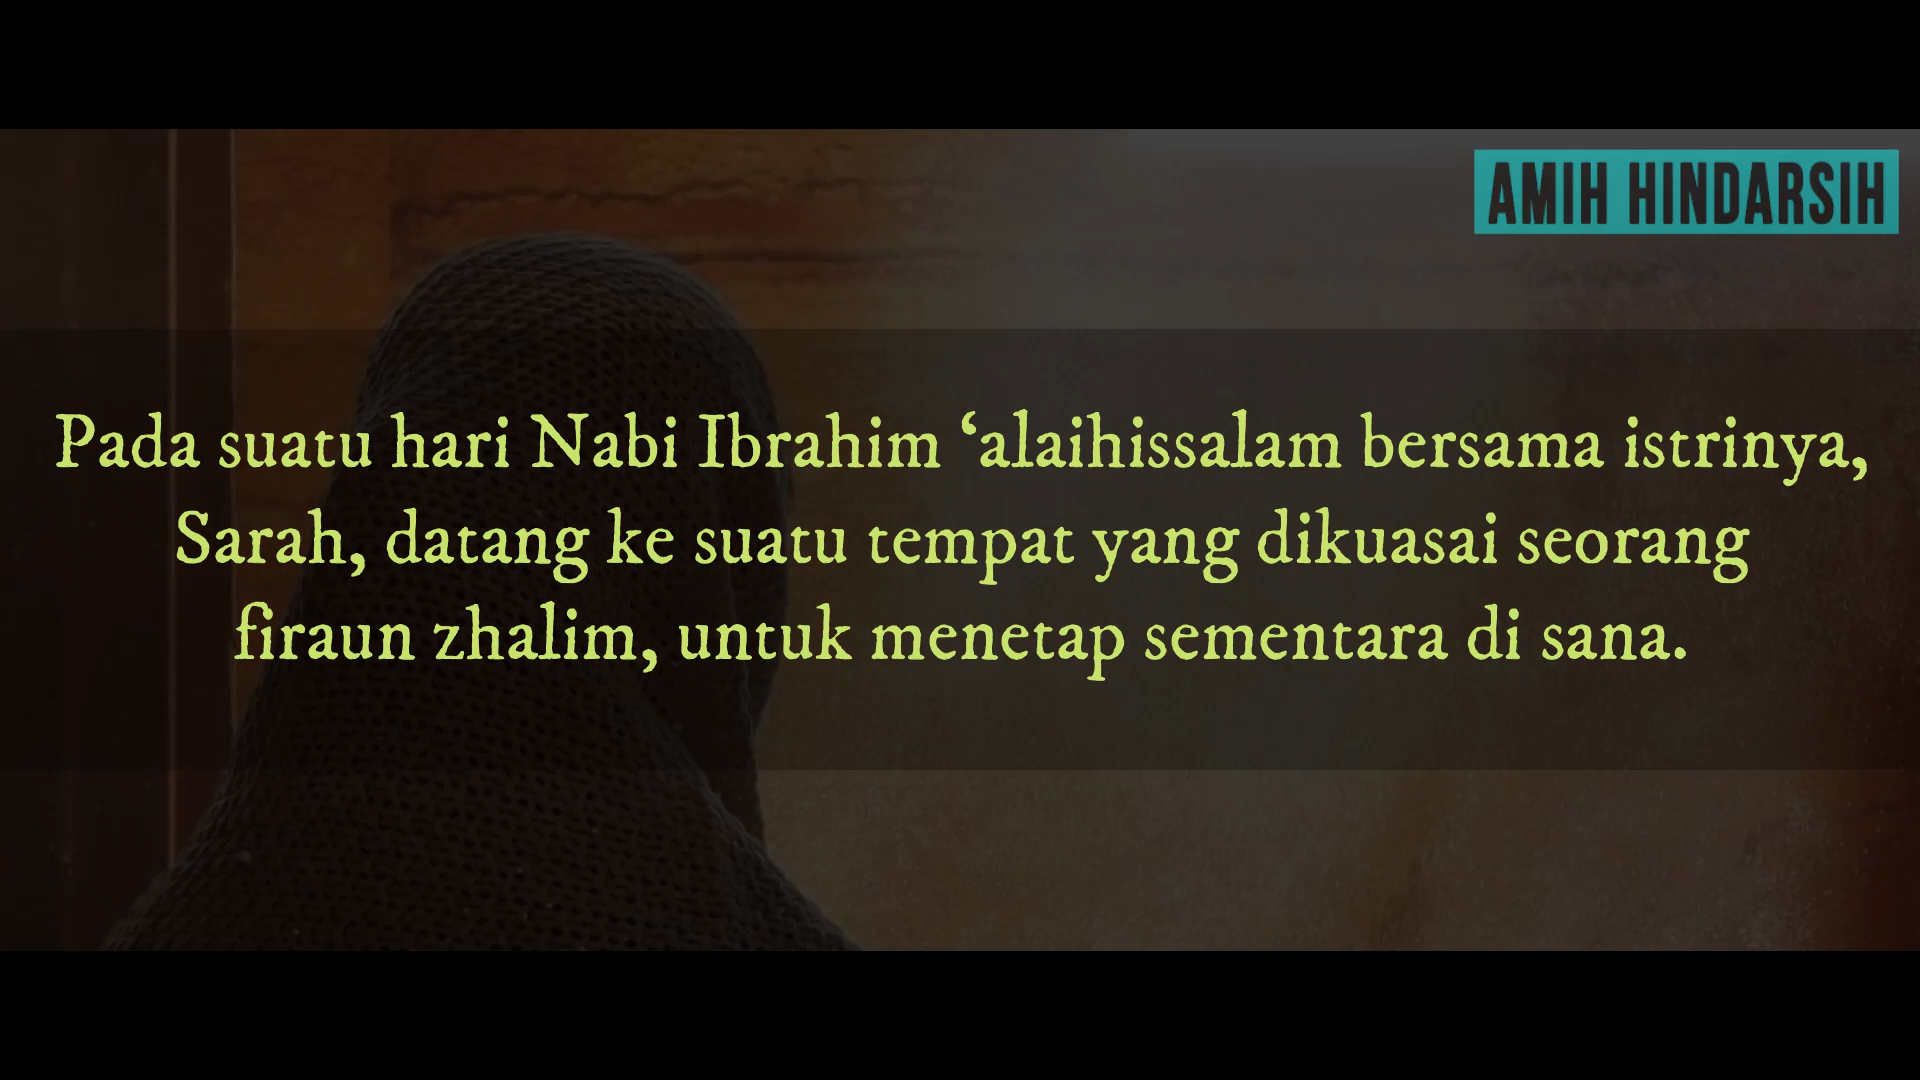 AMIH HINDARSIH
Pada suatu hari Nabi Ibrahim ‘alaihissalam bersama istrinya,
Sarah, datang ke suatu tempat yang dikuasai seorang
firaun zhalim, untuk menetap sementara di sana.